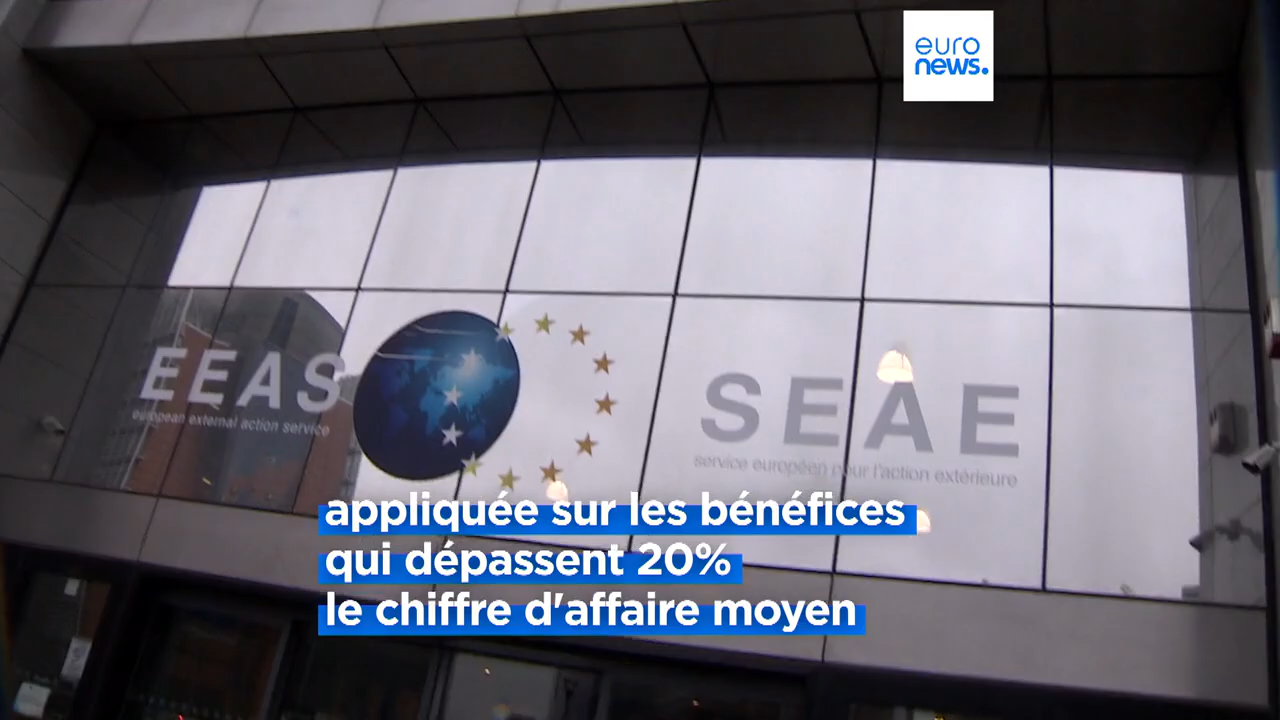 euro
news.
EEAS
european external action service
SEAE
service européen pour l'action extérieure
appliquée sur les bénéfices
qui dépassent 20%
le chiffre d'affaire moyen